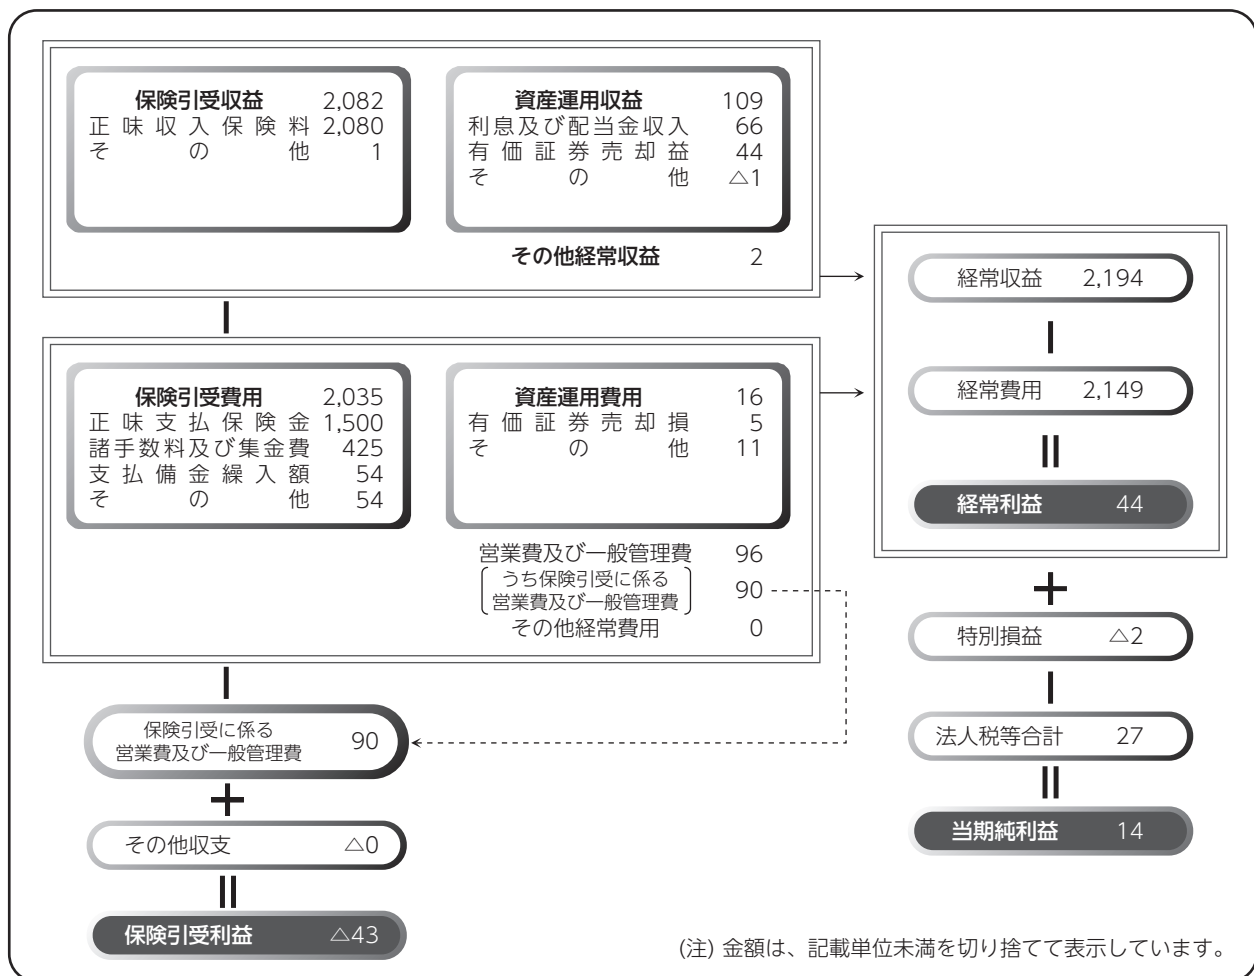 保険引受収益 2,082
正味収入保険料 2,080
その他 1
資産運用収益 109
利息及び配当金収入 66
有価証券売却益 44
その他 △1
その他経常収益 2
保険引受費用 2,035
正味支払保険金 1,500
諸手数料及び集金費 425
支払備金繰入額 54
その他 54
資産運用費用 16
有価証券売却損 5
その他 11
営業費及び一般管理費 96
うち保険引受に係る
営業費及び一般管理費 90
その他経常費用 0
保険引受に係る
営業費及び一般管理費 90
その他収支 △0
保険引受利益 △43
経常収益 2,194
経常費用 2,149
経常利益 44
特別損益 △2
法人税等合計 27
当期純利益 14
(注) 金額は、記載単位未満を切り捨てて表示しています。